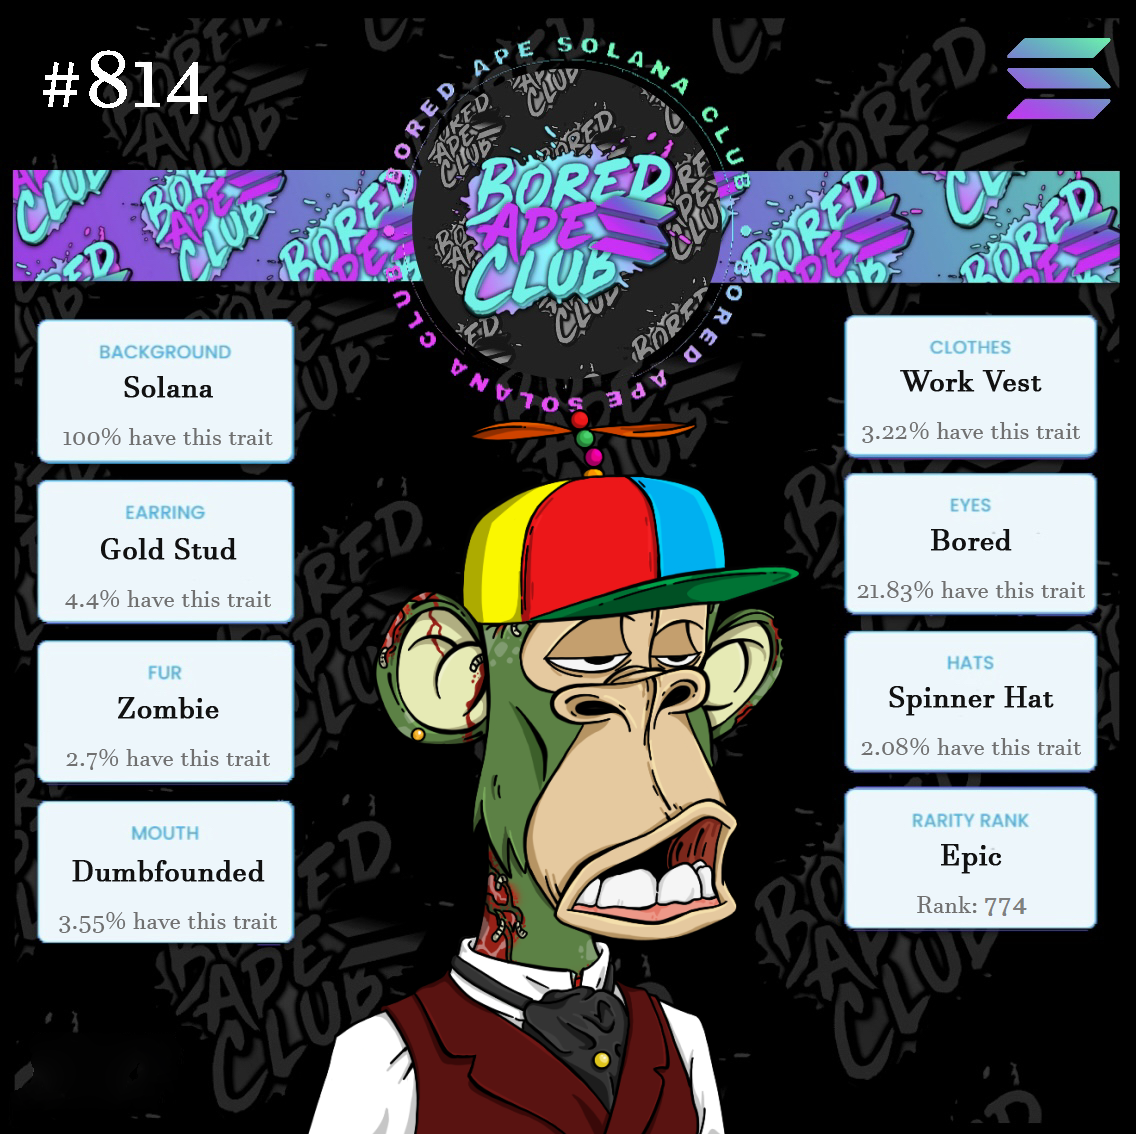 #814
BORED APE SOLANA CLUB
BORED
APE
CLUB
BORED APE SOLANA CLUB
BACKGROUND
Solana
100% have this trait
EARRING
Gold Stud
4.4% have this trait
FUR
Zombie
2.7% have this trait
MOUTH
Dumbfounded
3.55% have this trait
CLOTHES
Work Vest
3.22% have this trait
EYES
Bored
21.83% have this trait
HATS
Spinner Hat
2.08% have this trait
RARITY RANK
Epic
Rank: 774